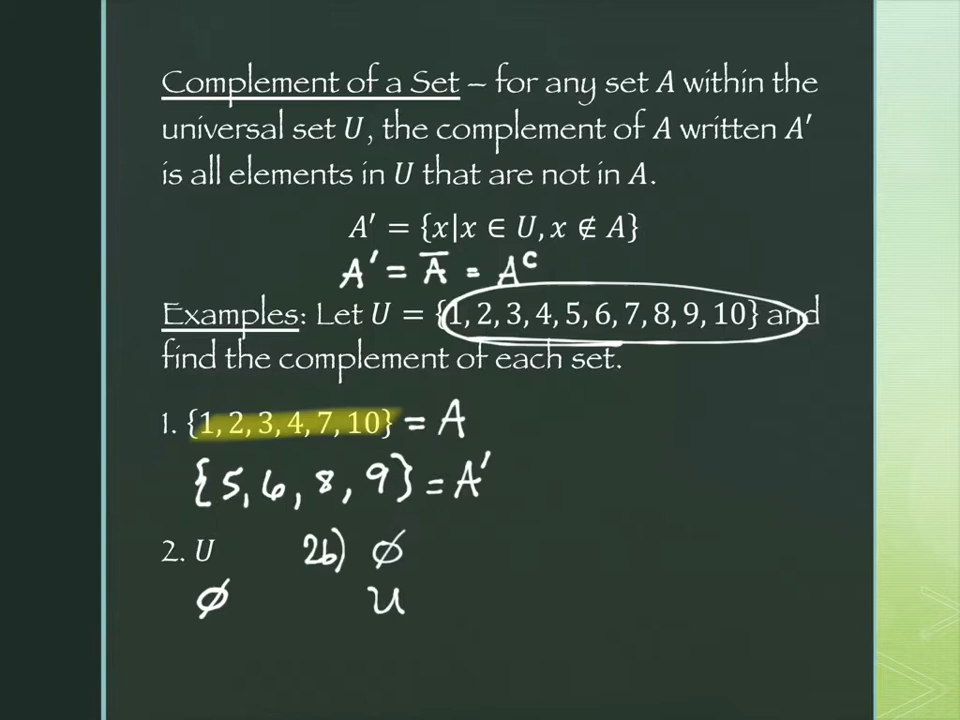 Complement of a Set – for any set A within the
universal set U, the complement of A written A′
is all elements in U that are not in A.
A′ = {x|x ∈ U, x ∉ A}
A' = A̅ = Aᶜ
Examples: Let U = {1, 2, 3, 4, 5, 6, 7, 8, 9, 10} and
find the complement of each set.
1. {1, 2, 3, 4, 7, 10} = A
{5, 6, 8, 9} = A'
2. U 2b) ∅
∅ U